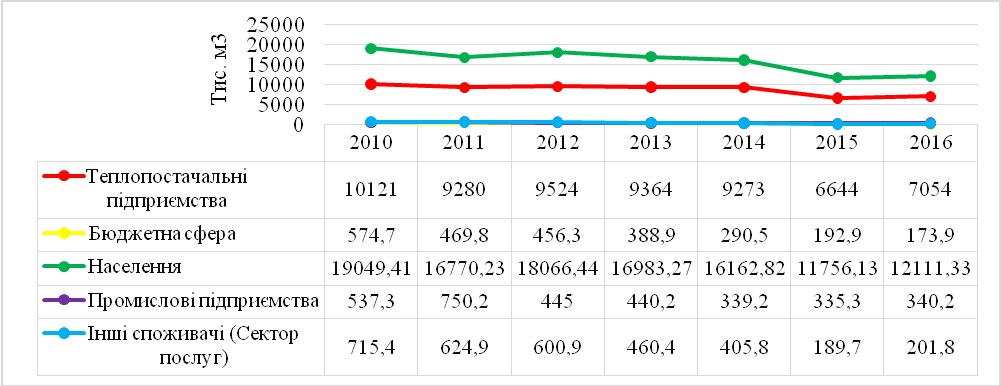 Тис. м3
25000
20000
15000
10000
5000
0
2010 2011 2012 2013 2014 2015 2016
Теплопостачальні
підприємства
10121 9280 9524 9364 9273 6644 7054
Бюджетна сфера 574,7 469,8 456,3 388,9 290,5 192,9 173,9
Населення 19049,41 16770,23 18066,44 16983,27 16162,82 11756,13 12111,33
Промислові підприємства 537,3 750,2 445 440,2 339,2 335,3 340,2
Інші споживачі (Сектор
послуг)
715,4 624,9 600,9 460,4 405,8 189,7 201,8